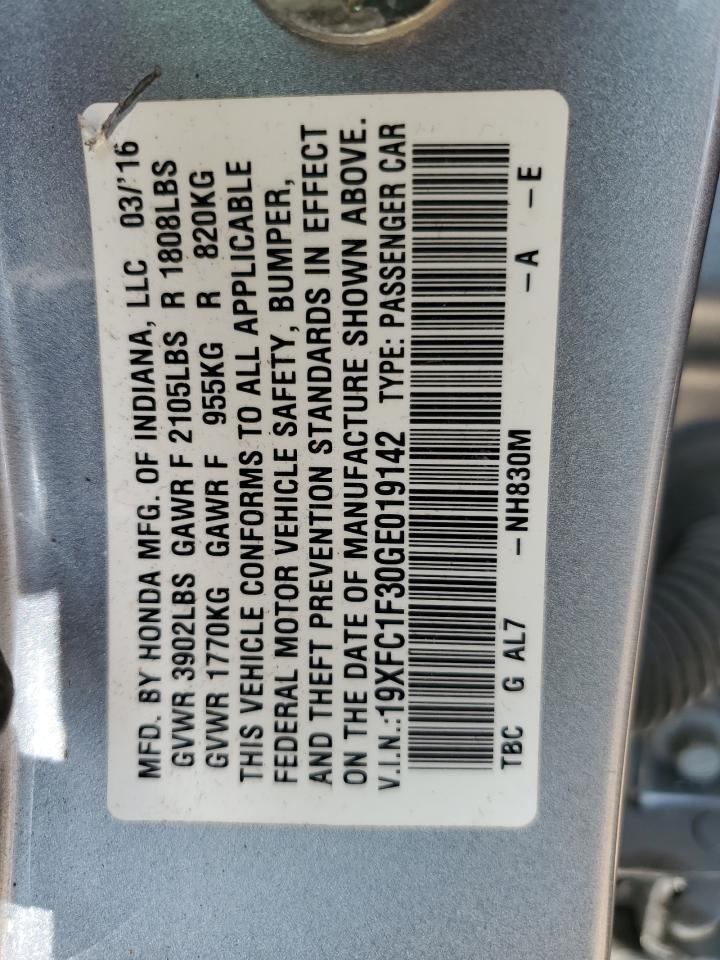 MFD. BY HONDA MFG. OF INDIANA, LLC 03/'16
GVWR 3902LBS GAWR F 2105LBS R 1808LBS
GVWR 1770KG GAWR F 955KG R 820KG
THIS VEHICLE CONFORMS TO ALL APPLICABLE
FEDERAL MOTOR VEHICLE SAFETY, BUMPER,
AND THEFT PREVENTION STANDARDS IN EFFECT
ON THE DATE OF MANUFACTURE SHOWN ABOVE.
V.I.N.:19XFC1F30GE019142 TYPE: PASSENGER CAR
TBC G AL7 -NH830M -A -E